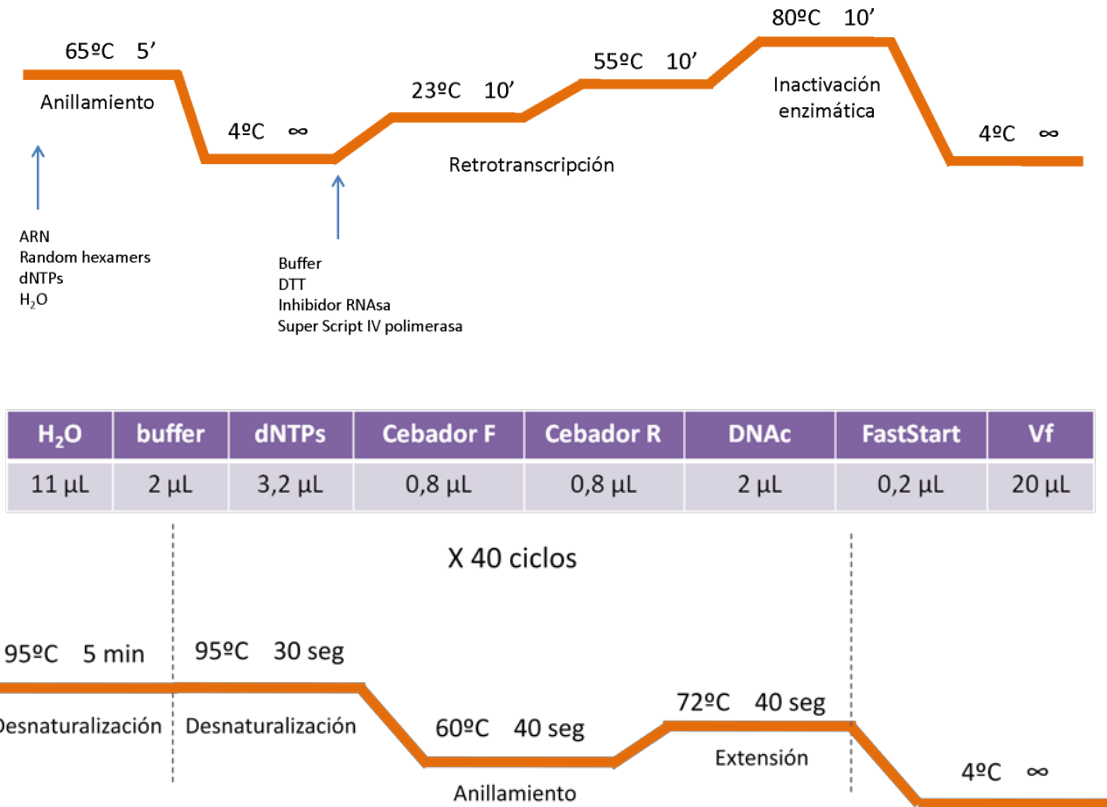 65ºC 5’
Anillamiento
4ºC ∞
23ºC 10’
55ºC 10’
Retrotranscripción
80ºC 10’
Inactivación
enzimática
4ºC ∞
ARN
Random hexamers
dNTPs
H₂O
Buffer
DTT
Inhibidor RNAsa
Super Script IV polimerasa
H₂O buffer dNTPs Cebador F Cebador R DNAc FastStart Vf
11 µL 2 µL 3,2 µL 0,8 µL 0,8 µL 2 µL 0,2 µL 20 µL
X 40 ciclos
95ºC 5 min
Desnaturalización
95ºC 30 seg
Desnaturalización
60ºC 40 seg
Anillamiento
72ºC 40 seg
Extensión
4ºC ∞